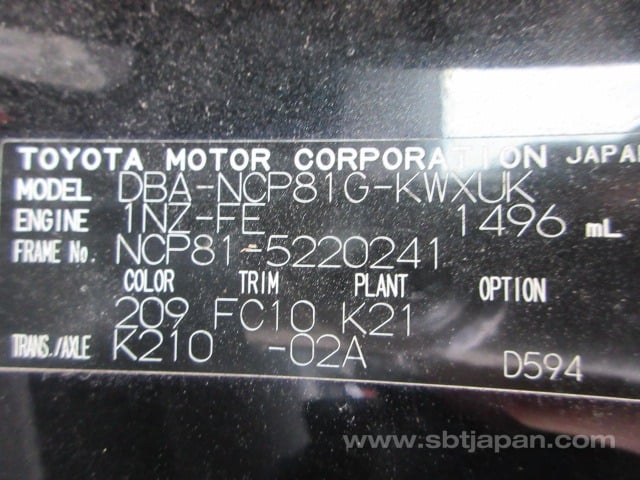 TOYOTA MOTOR CORPORATION JAPAN
MODEL DBA-NCP81G-KWXUK
ENGINE 1NZ-FE 1496 mL
FRAME No. NCP81-5220241
COLOR TRIM PLANT OPTION
209 FC10 K21
TRANS./AXLE K210 -02A D594
www.sbtjapan.com